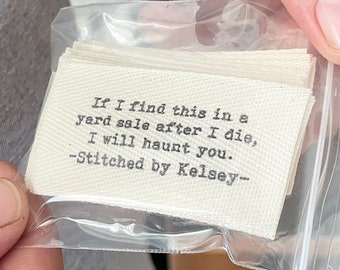 If I find this in a
yard sale after I die,
I will haunt you.
-Stitched by Kelsey-